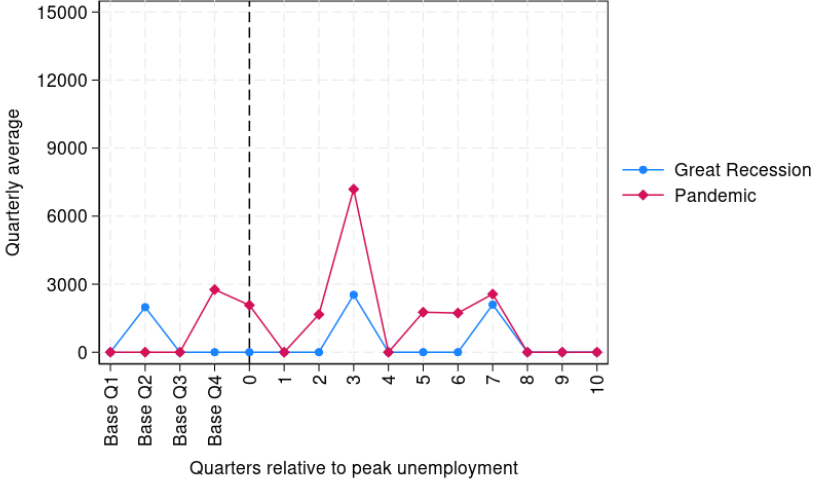 15000
12000
9000
6000
3000
0
Quarterly average
Base Q1
Base Q2
Base Q3
Base Q4
0
1
2
3
4
5
6
7
8
9
10
Quarters relative to peak unemployment
Great Recession
Pandemic